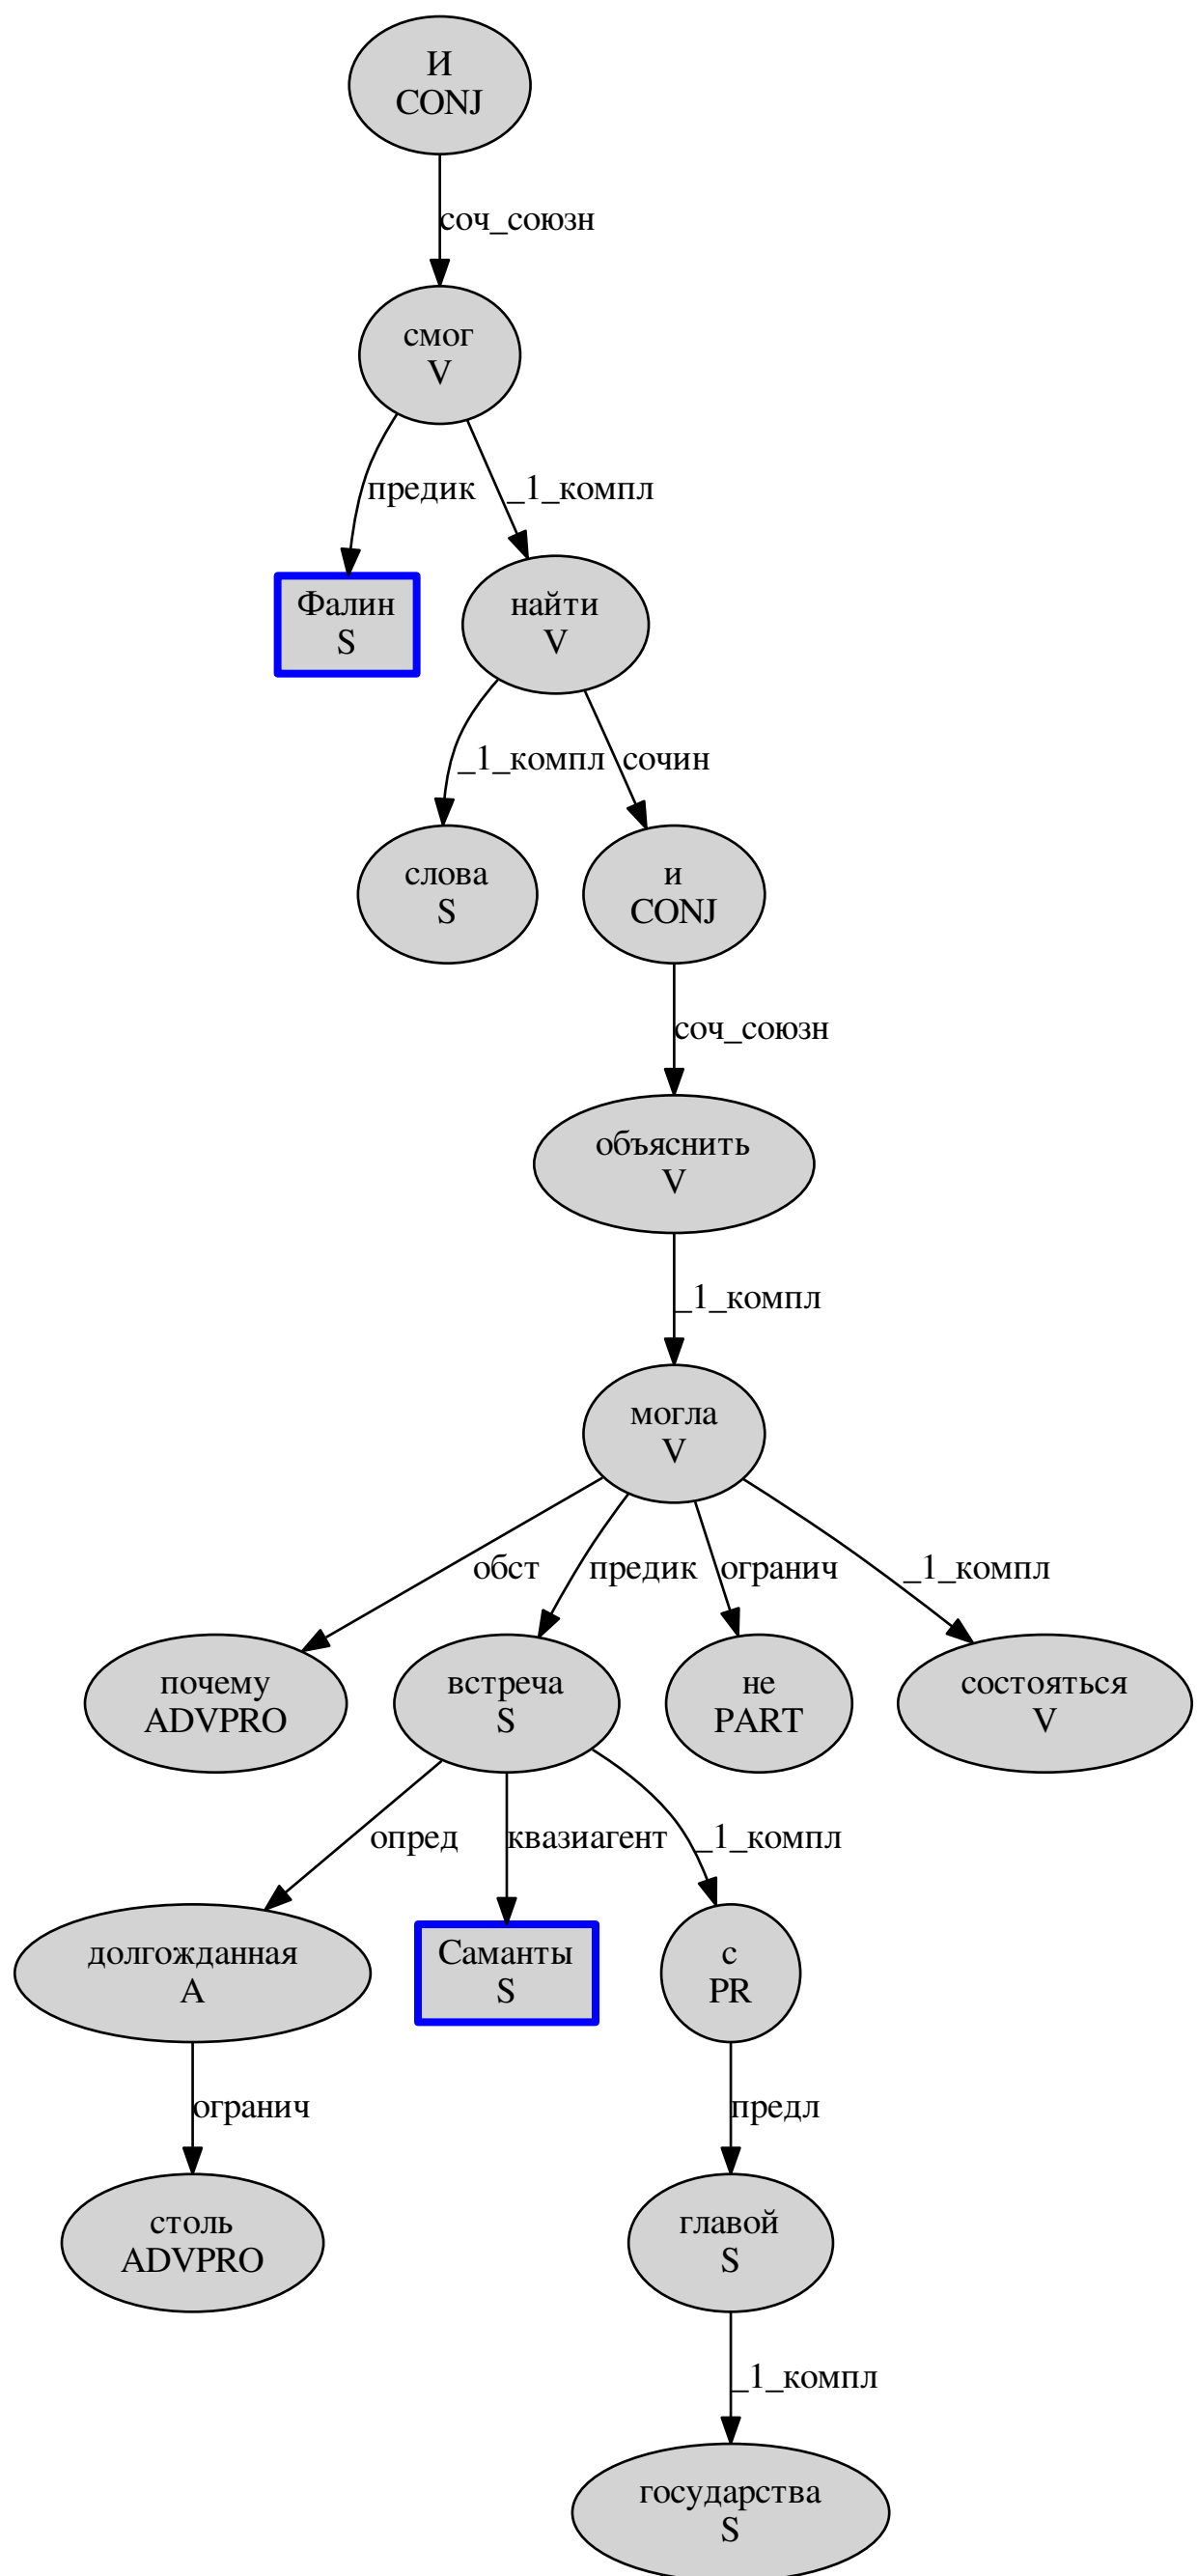 И
CONJ
соч_союзн
смог
V
предик
_1_компл
Фалин
S
найти
V
_1_компл
сочин
слова
S
и
CONJ
соч_союзн
объяснить
V
_1_компл
могла
V
обст
предик
огранич
_1_компл
почему
ADVPRO
встреча
S
не
PART
состояться
V
опред
квазиагент
_1_компл
долгожданная
A
Саманты
S
с
PR
огранич
предл
столь
ADVPRO
главой
S
_1_компл
государства
S